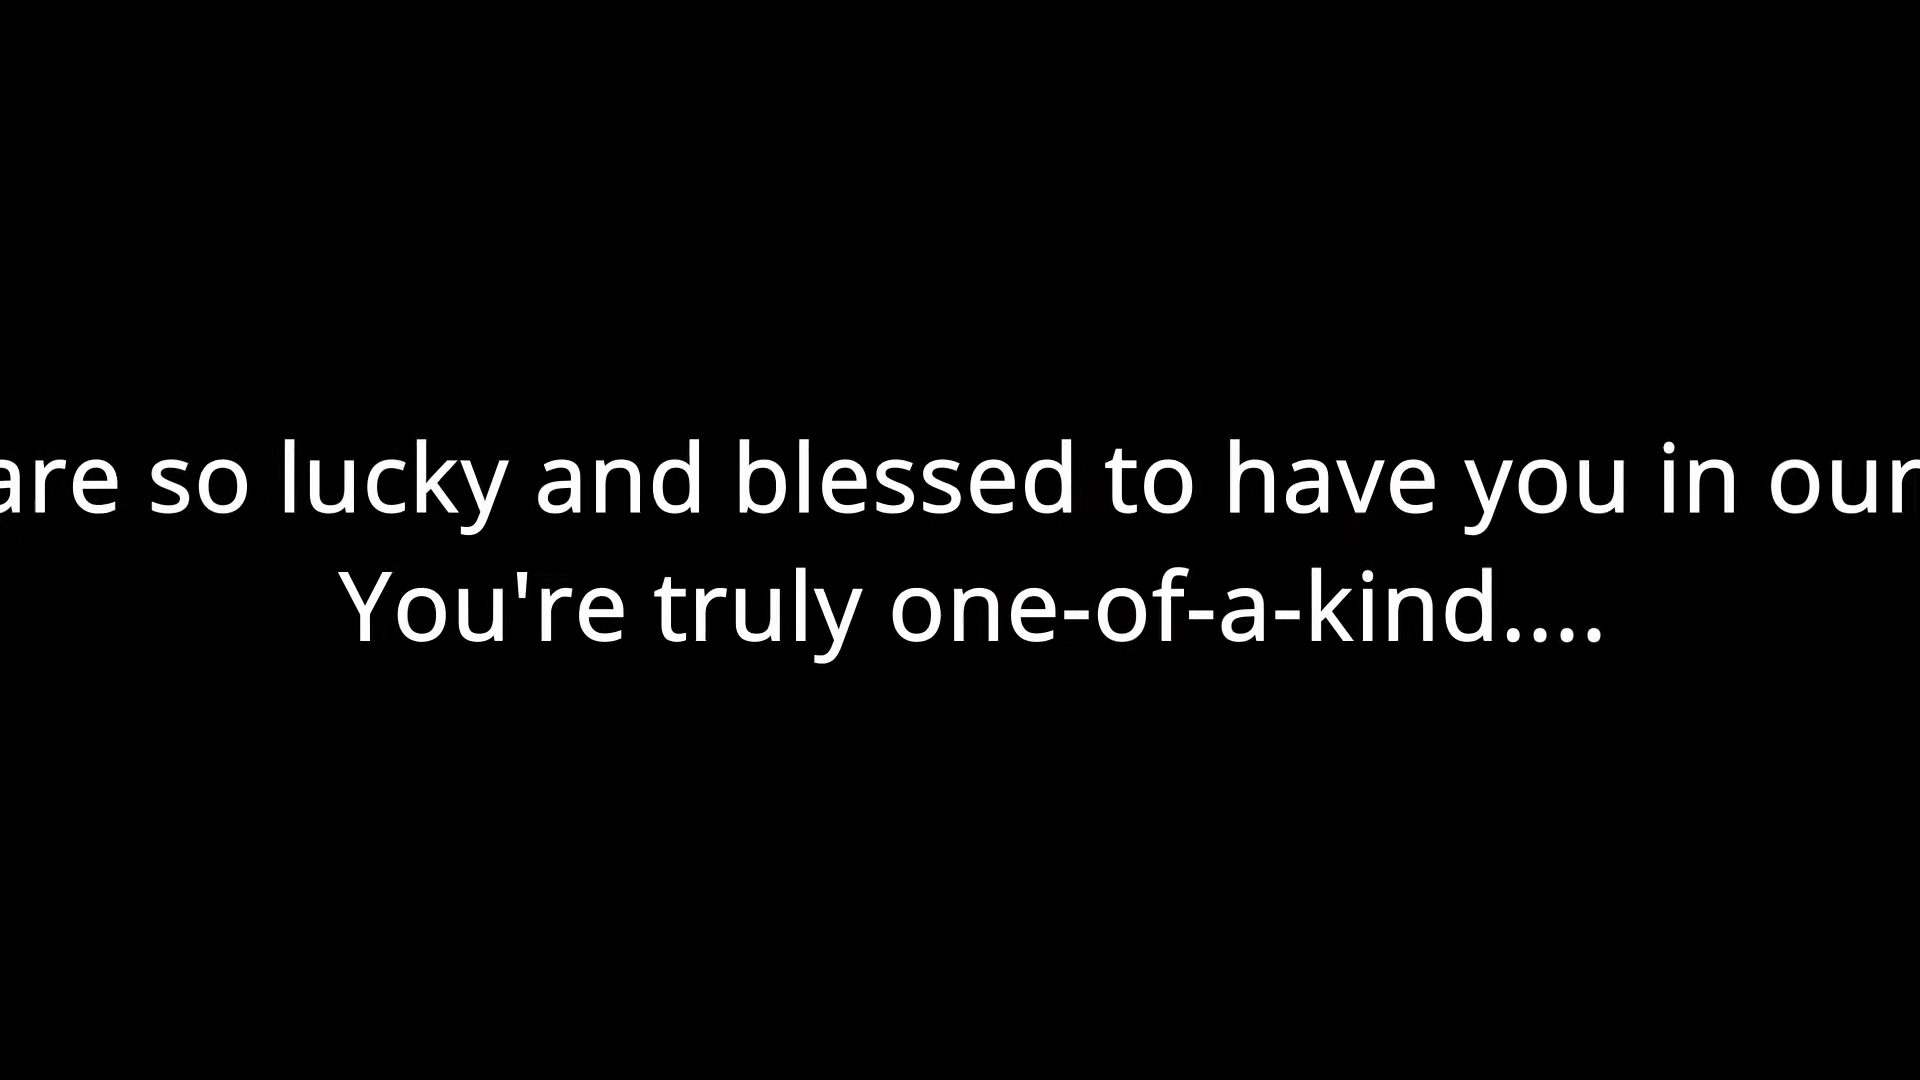 are so lucky and blessed to have you in our
You're truly one-of-a-kind....